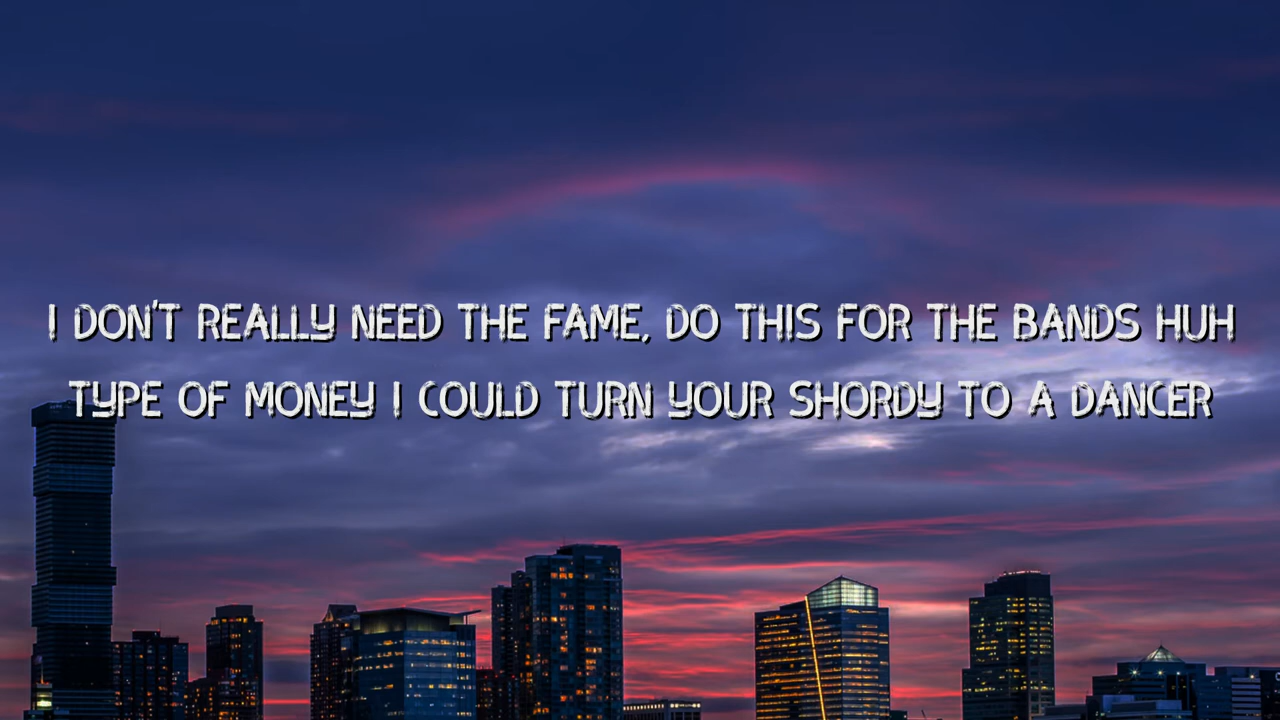 I DON'T REALLY NEED THE FAME, DO THIS FOR THE BANDS HUH
TYPE OF MONEY I COULD TURN YOUR SHORDY TO A DANCER